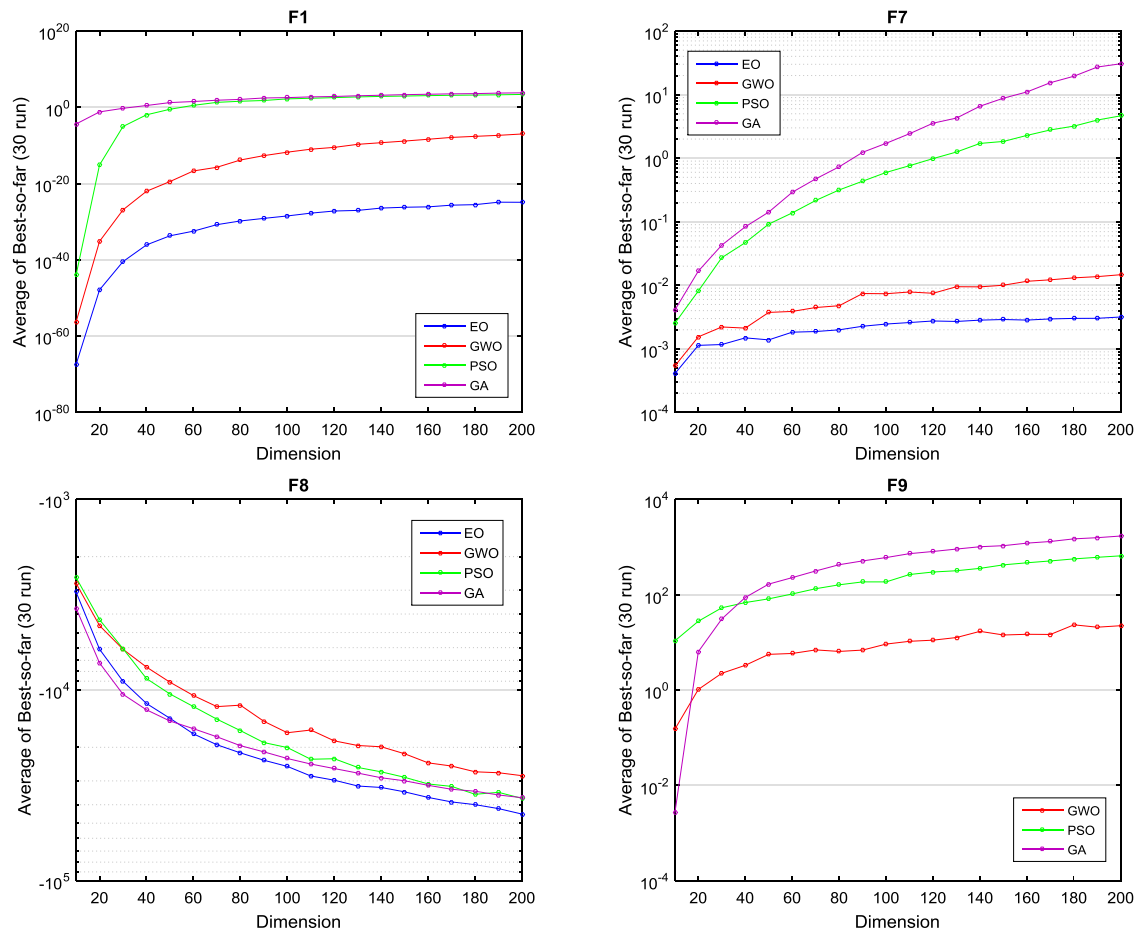 F1
Average of Best-so-far (30 run)
10^20
10^0
10^-20
10^-40
10^-60
10^-80
EO
GWO
PSO
GA
20 40 60 80 100 120 140 160 180 200
Dimension
F7
Average of Best-so-far (30 run)
10^2
10^1
10^0
10^-1
10^-2
10^-3
10^-4
EO
GWO
PSO
GA
20 40 60 80 100 120 140 160 180 200
Dimension
F8
Average of Best-so-far (30 run)
-10^3
-10^4
-10^5
EO
GWO
PSO
GA
20 40 60 80 100 120 140 160 180 200
Dimension
F9
Average of Best-so-far (30 run)
10^4
10^2
10^0
10^-2
10^-4
GWO
PSO
GA
20 40 60 80 100 120 140 160 180 200
Dimension